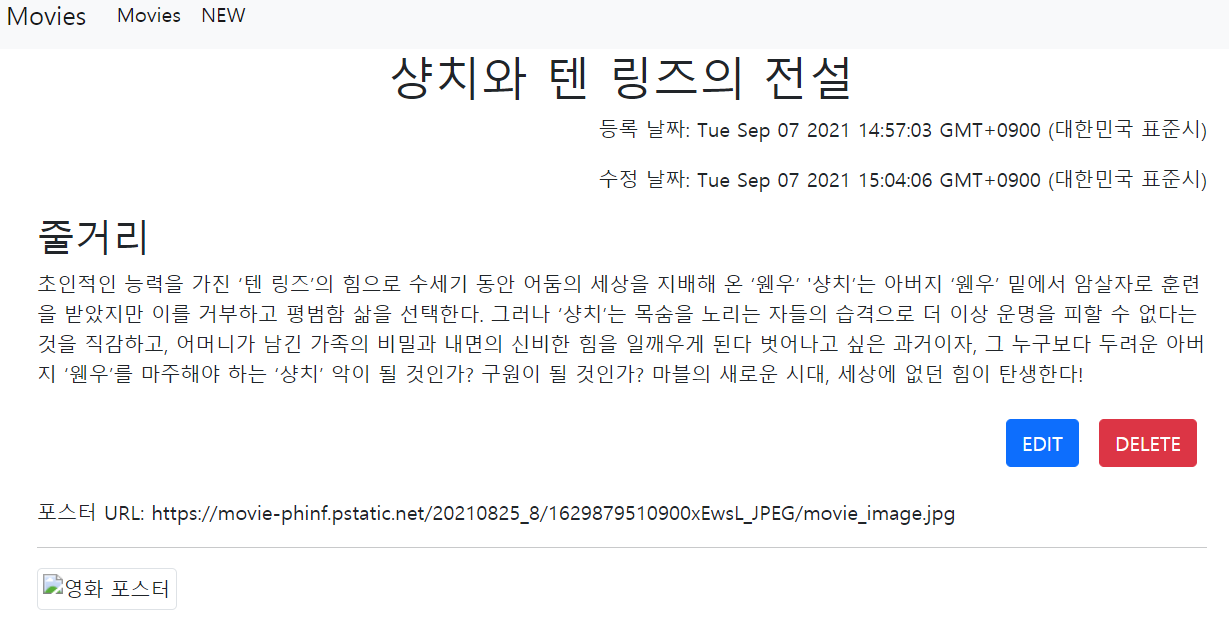 Movies Movies NEW
샹치와 텐 링즈의 전설
등록 날짜: Tue Sep 07 2021 14:57:03 GMT+0900 (대한민국 표준시)
수정 날짜: Tue Sep 07 2021 15:04:06 GMT+0900 (대한민국 표준시)
줄거리
초인적인 능력을 가진 ‘텐 링즈’의 힘으로 수세기 동안 어둠의 세상을 지배해 온 ‘웬우’ '샹치’는 아버지 ‘웬우’ 밑에서 암살자로 훈련
을 받았지만 이를 거부하고 평범함 삶을 선택한다. 그러나 ‘샹치’는 목숨을 노리는 자들의 습격으로 더 이상 운명을 피할 수 없다는
것을 직감하고, 어머니가 남긴 가족의 비밀과 내면의 신비한 힘을 일깨우게 된다 벗어나고 싶은 과거이자, 그 누구보다 두려운 아버
지 ‘웬우’를 마주해야 하는 ‘샹치’ 악이 될 것인가? 구원이 될 것인가? 마블의 새로운 시대, 세상에 없던 힘이 탄생한다!
EDIT DELETE
포스터 URL: https://movie-phinf.pstatic.net/20210825_8/1629879510900xEwsL_JPEG/movie_image.jpg
영화 포스터